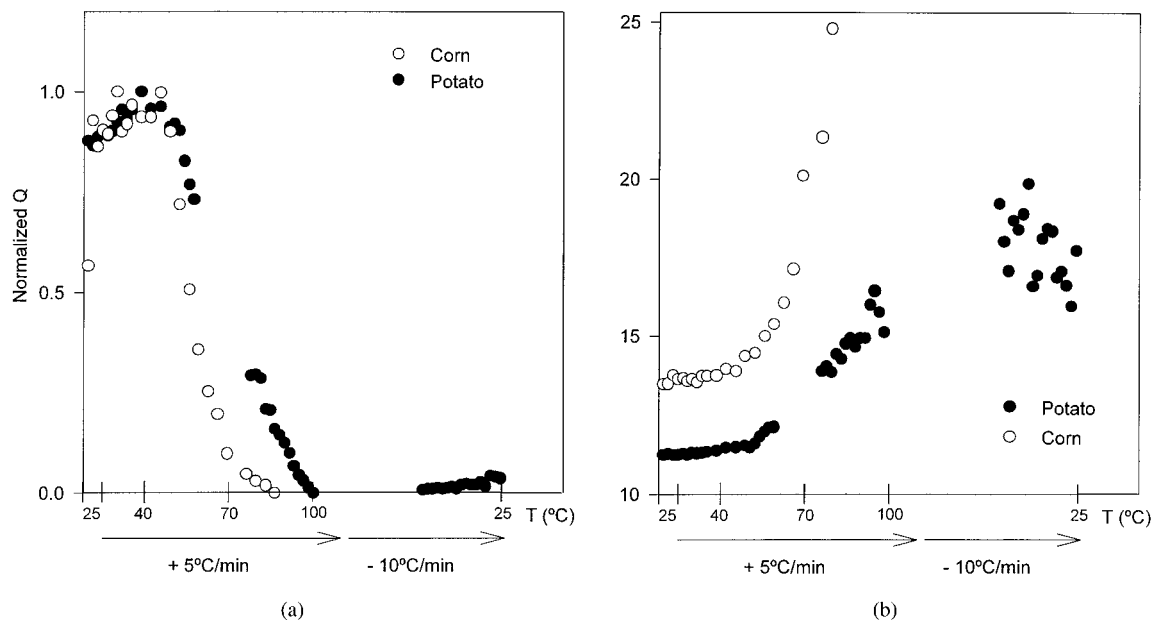 Corn
Potato
1.0
0.5
0.0
Normalized Q
25 40 70 100 25 T (ºC)
+ 5ºC/min - 10ºC/min
(a)
25
20
15
10
Potato
Corn
25 40 70 100 25 T (ºC)
+ 5ºC/min - 10ºC/min
(b)